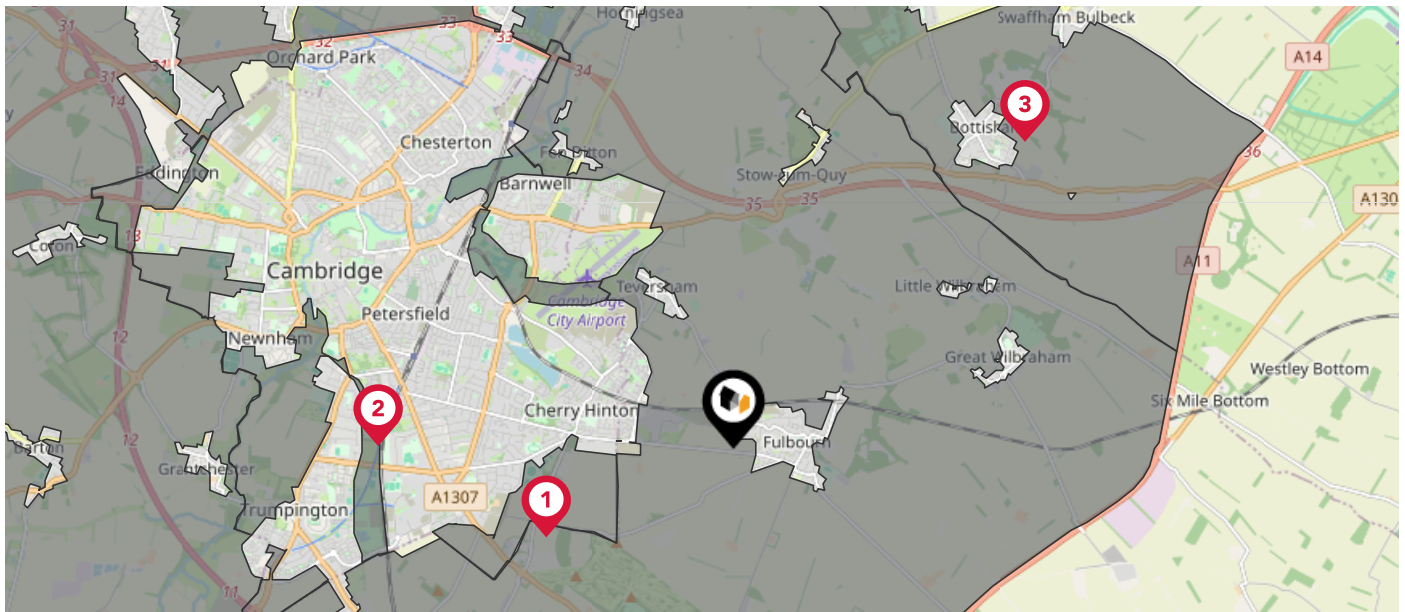 31
33
Horningsea
Swaffham Bulbeck
32
33
Orchard Park
A14
31
31
34
14
3
Chesterton
Fen Ditton
36
Eddington
Stow-cum-Quy
Barnwell
A130
35
35
13
Coton
Cambridge
A11
Teversham
Little Wilbraham
Cambridge
City Airport
Petersfield
12
Newnham
Great Wilbraham
Westley Bottom
Six Mile Bottom
2
Cherry Hinton
12
Barton
Fulbourn
Grantchester
A1307
1
Trumpington
11